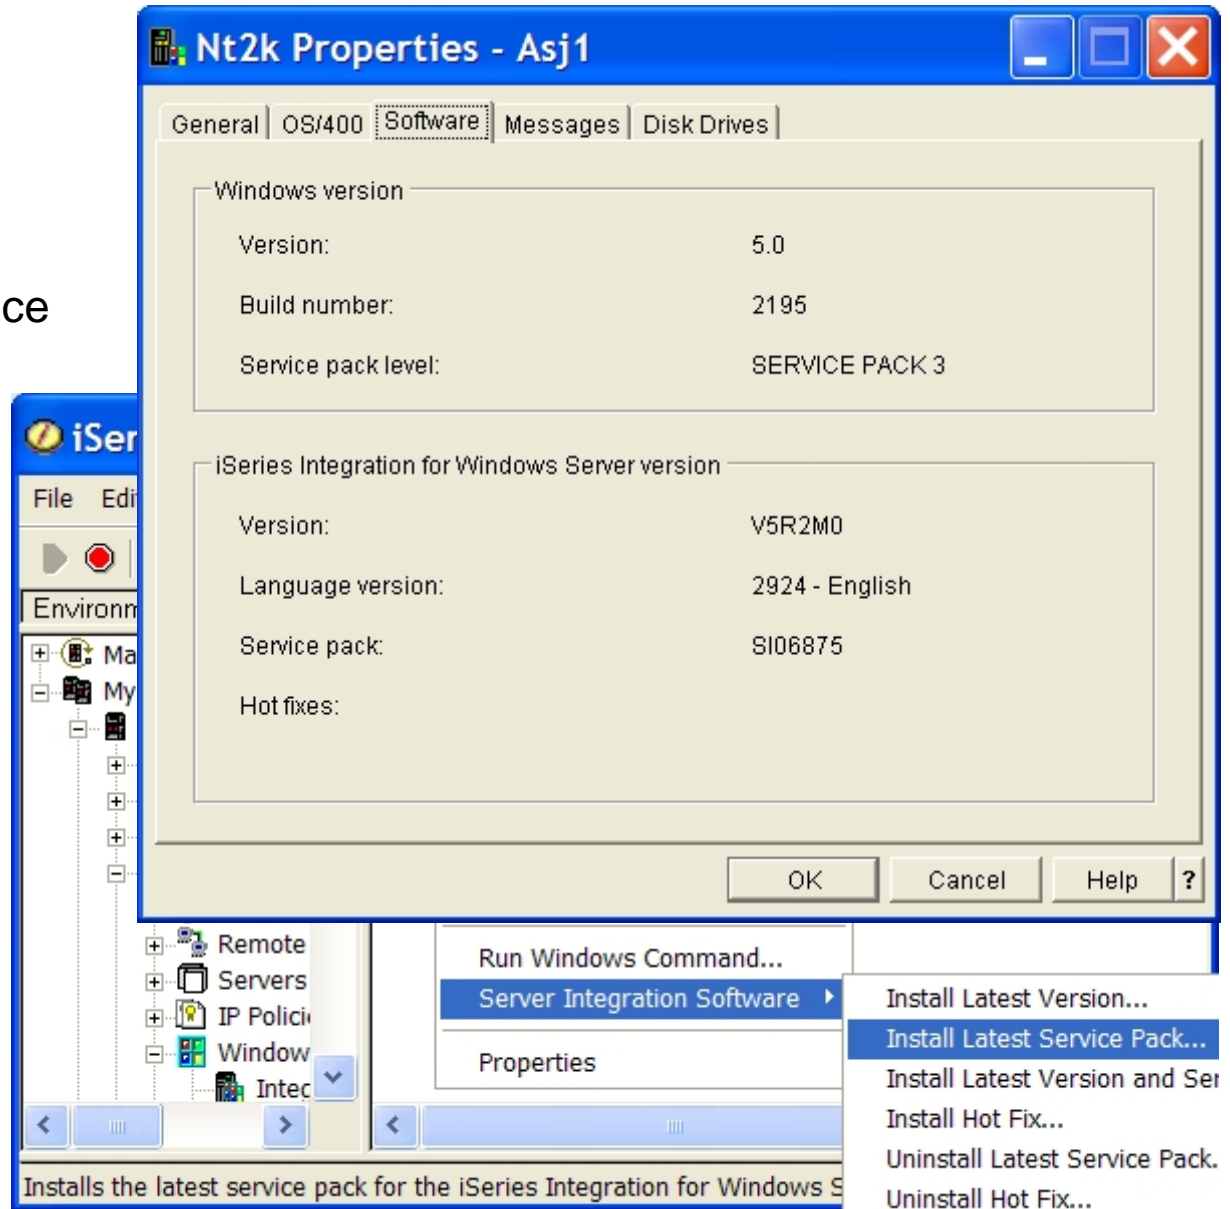 Nt2k Properties - Asj1
General OS/400 Software Messages Disk Drives
Windows version
Version: 5.0
Build number: 2195
Service pack level: SERVICE PACK 3
iSeries Integration for Windows Server version
Version: V5R2M0
Language version: 2924 - English
Service pack: SI06875
Hot fixes:
OK Cancel Help ?
ce
iSer
File Edi
Environm
Ma
My
Remote
Servers
IP Polici
Window
Integ
Run Windows Command...
Server Integration Software
Properties
Install Latest Version...
Install Latest Service Pack...
Install Latest Version and Ser
Install Hot Fix...
Uninstall Latest Service Pack.
Uninstall Hot Fix...
Installs the latest service pack for the iSeries Integration for Windows S